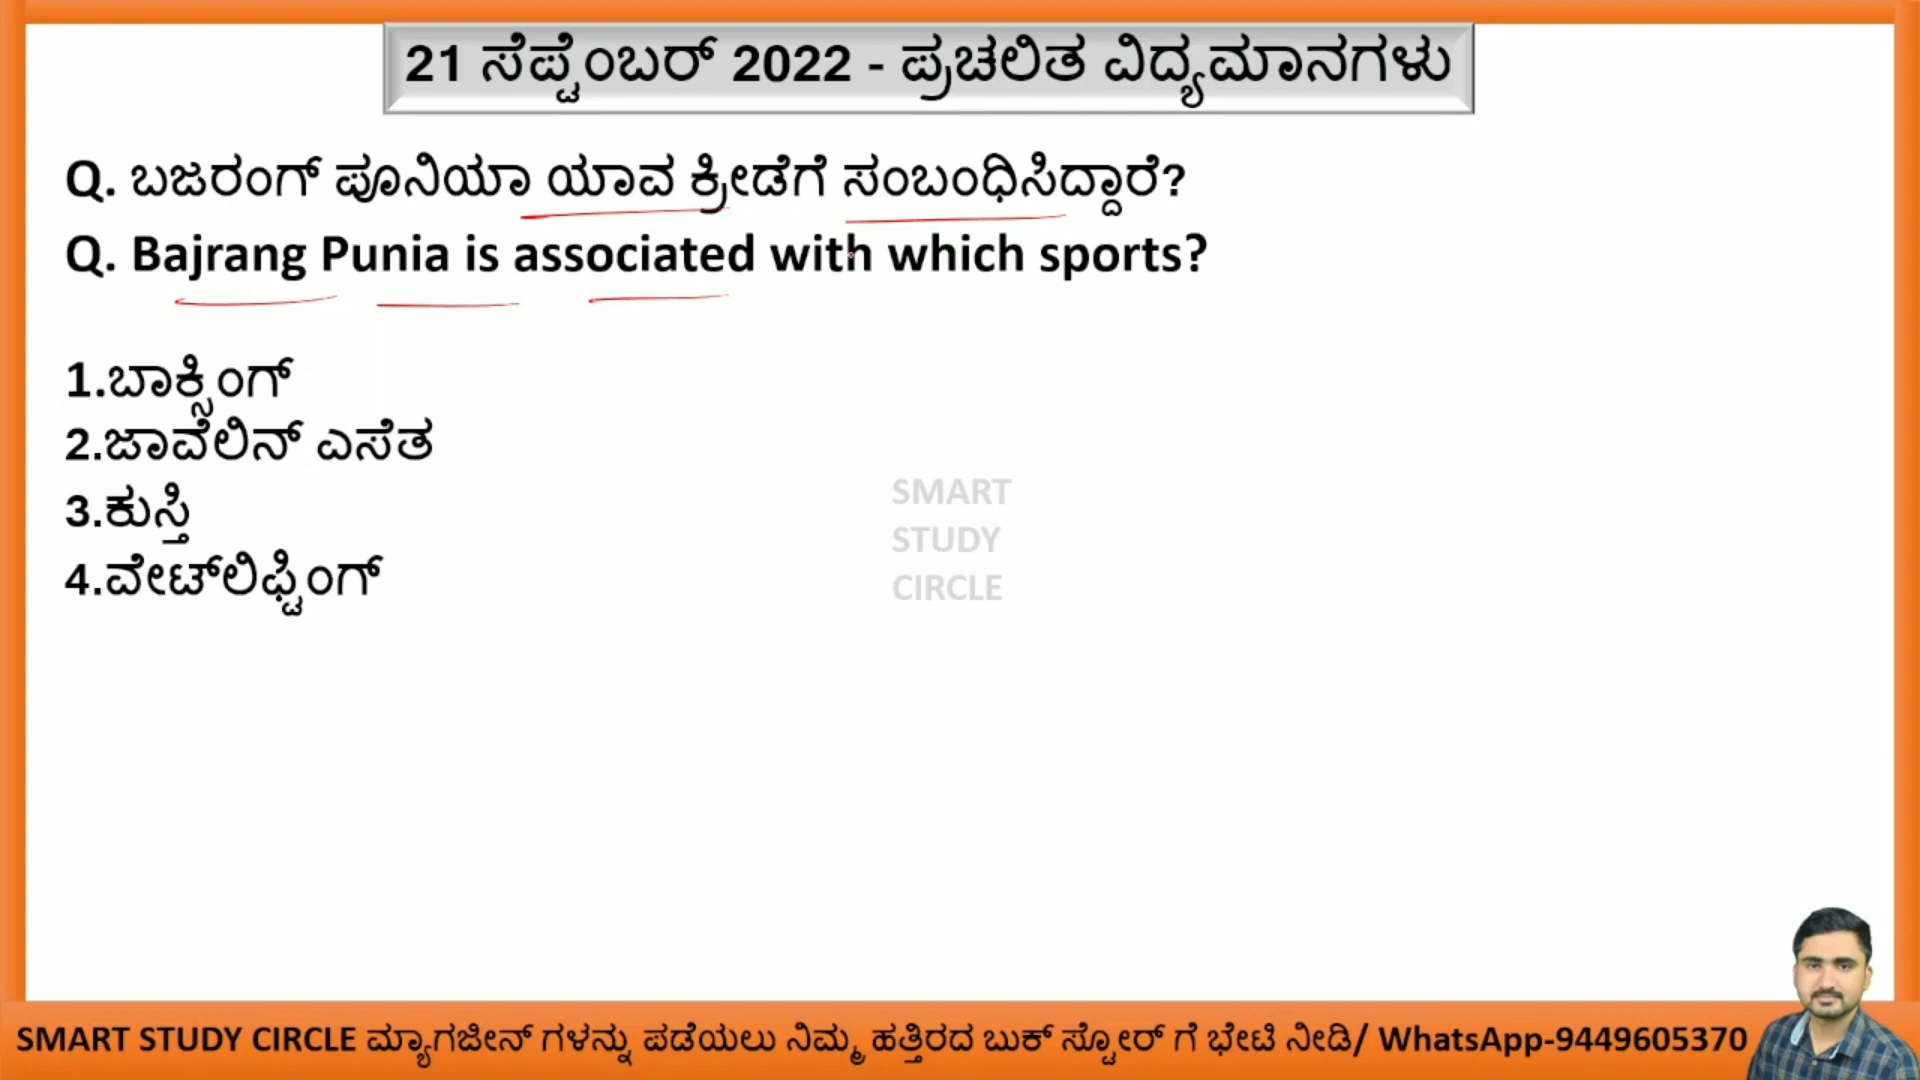 21 ಸೆಪ್ಟೆಂಬರ್ 2022 - ಪ್ರಚಲಿತ ವಿದ್ಯಮಾನಗಳು
Q. ಬಜರಂಗ್ ಪೂನಿಯಾ ಯಾವ ಕ್ರೀಡೆಗೆ ಸಂಬಂಧಿಸಿದ್ದಾರೆ?
Q. Bajrang Punia is associated with which sports?
1.ಬಾಕ್ಸಿಂಗ್
2.ಜಾವೆಲಿನ್ ಎಸೆತ
3.ಕುಸ್ತಿ
4.ವೇಟ್‌ಲಿಫ್ಟಿಂಗ್
SMART
STUDY
CIRCLE
SMART STUDY CIRCLE ಮ್ಯಾಗಜೀನ್ ಗಳನ್ನು ಪಡೆಯಲು ನಿಮ್ಮ ಹತ್ತಿರದ ಬುಕ್ ಸ್ಟೋರ್ ಗೆ ಭೇಟಿ ನೀಡಿ/ WhatsApp-9449605370